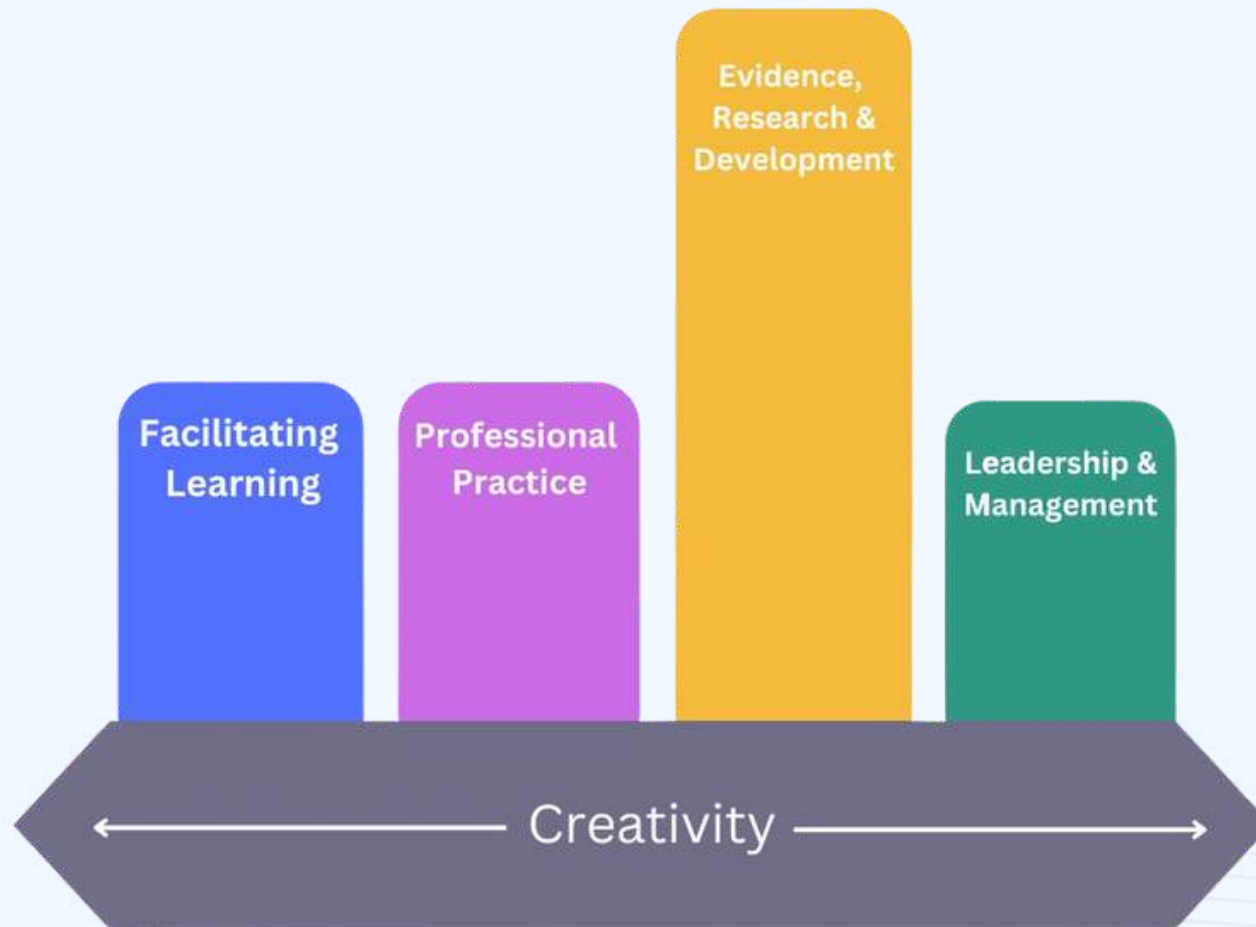 Facilitating
Learning
Professional
Practice
Evidence,
Research &
Development
Leadership &
Management
Creativity